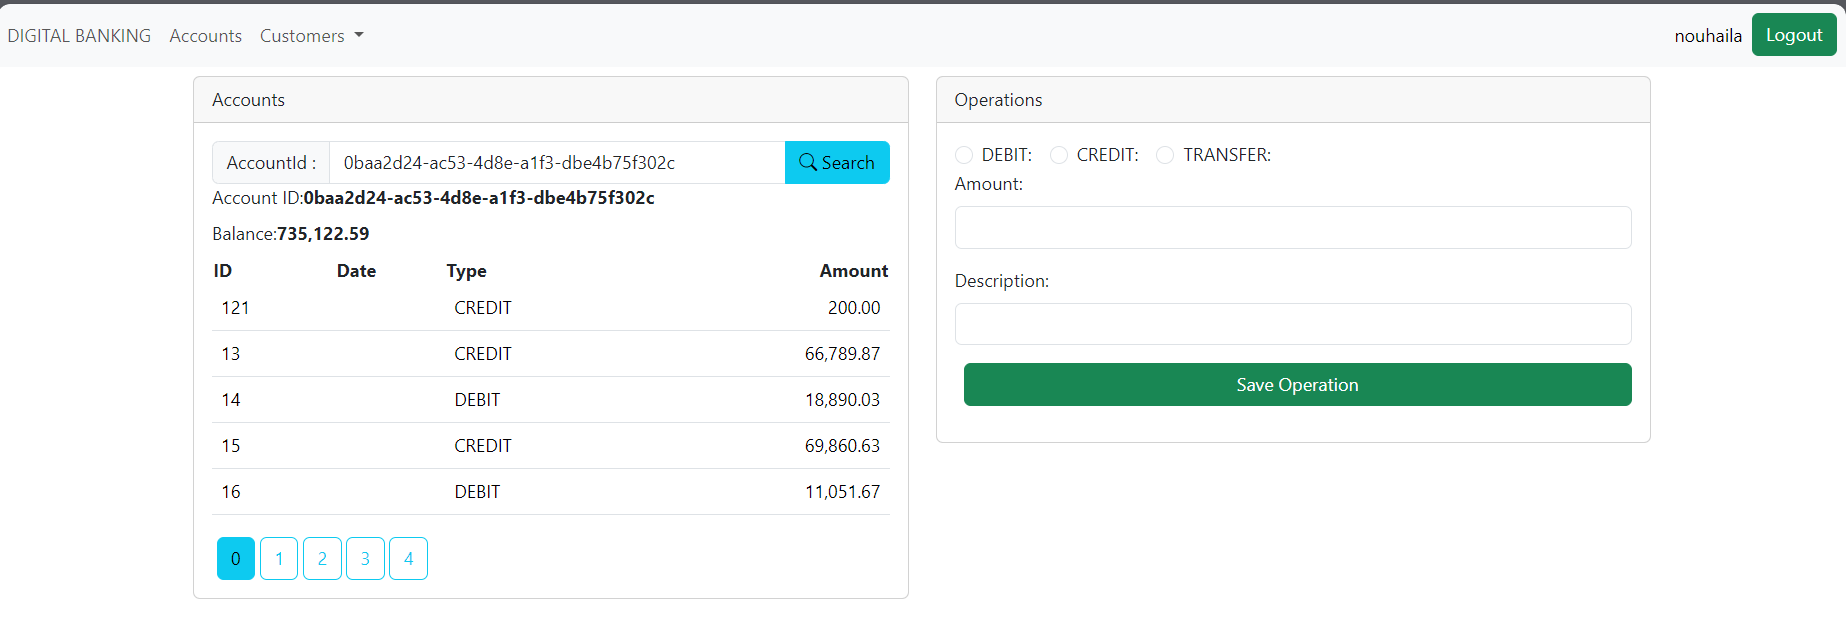 DIGITAL BANKING Accounts Customers nouhaila Logout
Accounts
AccountId : 0baa2d24-ac53-4d8e-a1f3-dbe4b75f302c Search
Account ID:0baa2d24-ac53-4d8e-a1f3-dbe4b75f302c
Balance:735,122.59
ID Date Type Amount
121 CREDIT 200.00
13 CREDIT 66,789.87
14 DEBIT 18,890.03
15 CREDIT 69,860.63
16 DEBIT 11,051.67
0 1 2 3 4
Operations
DEBIT: CREDIT: TRANSFER:
Amount:
Description:
Save Operation